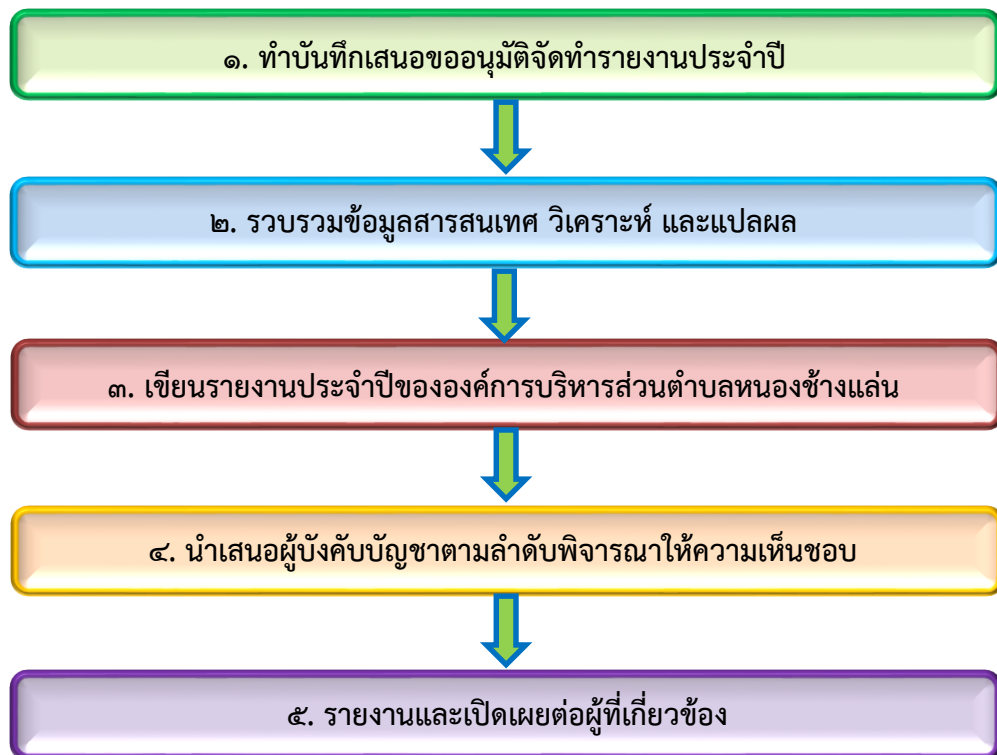 ๑. ทำบันทึกเสนอขออนุมัติจัดทำรายงานประจำปี
๒. รวบรวมข้อมูลสารสนเทศ วิเคราะห์ และแปลผล
๓. เขียนรายงานประจำปีขององค์การบริหารส่วนตำบลหนองช้างแล่น
๔. นำเสนอผู้บังคับบัญชาตามลำดับพิจารณาให้ความเห็นชอบ
๕. รายงานและเปิดเผยต่อผู้ที่เกี่ยวข้อง